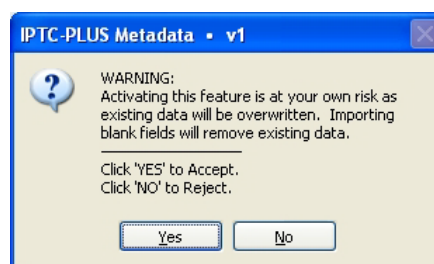 IPTC-PLUS Metadata • v1
WARNING:
Activating this feature is at your own risk as
existing data will be overwritten.  Importing
blank fields will remove existing data.
Click 'YES' to Accept.
Click 'NO' to Reject.
Yes
No